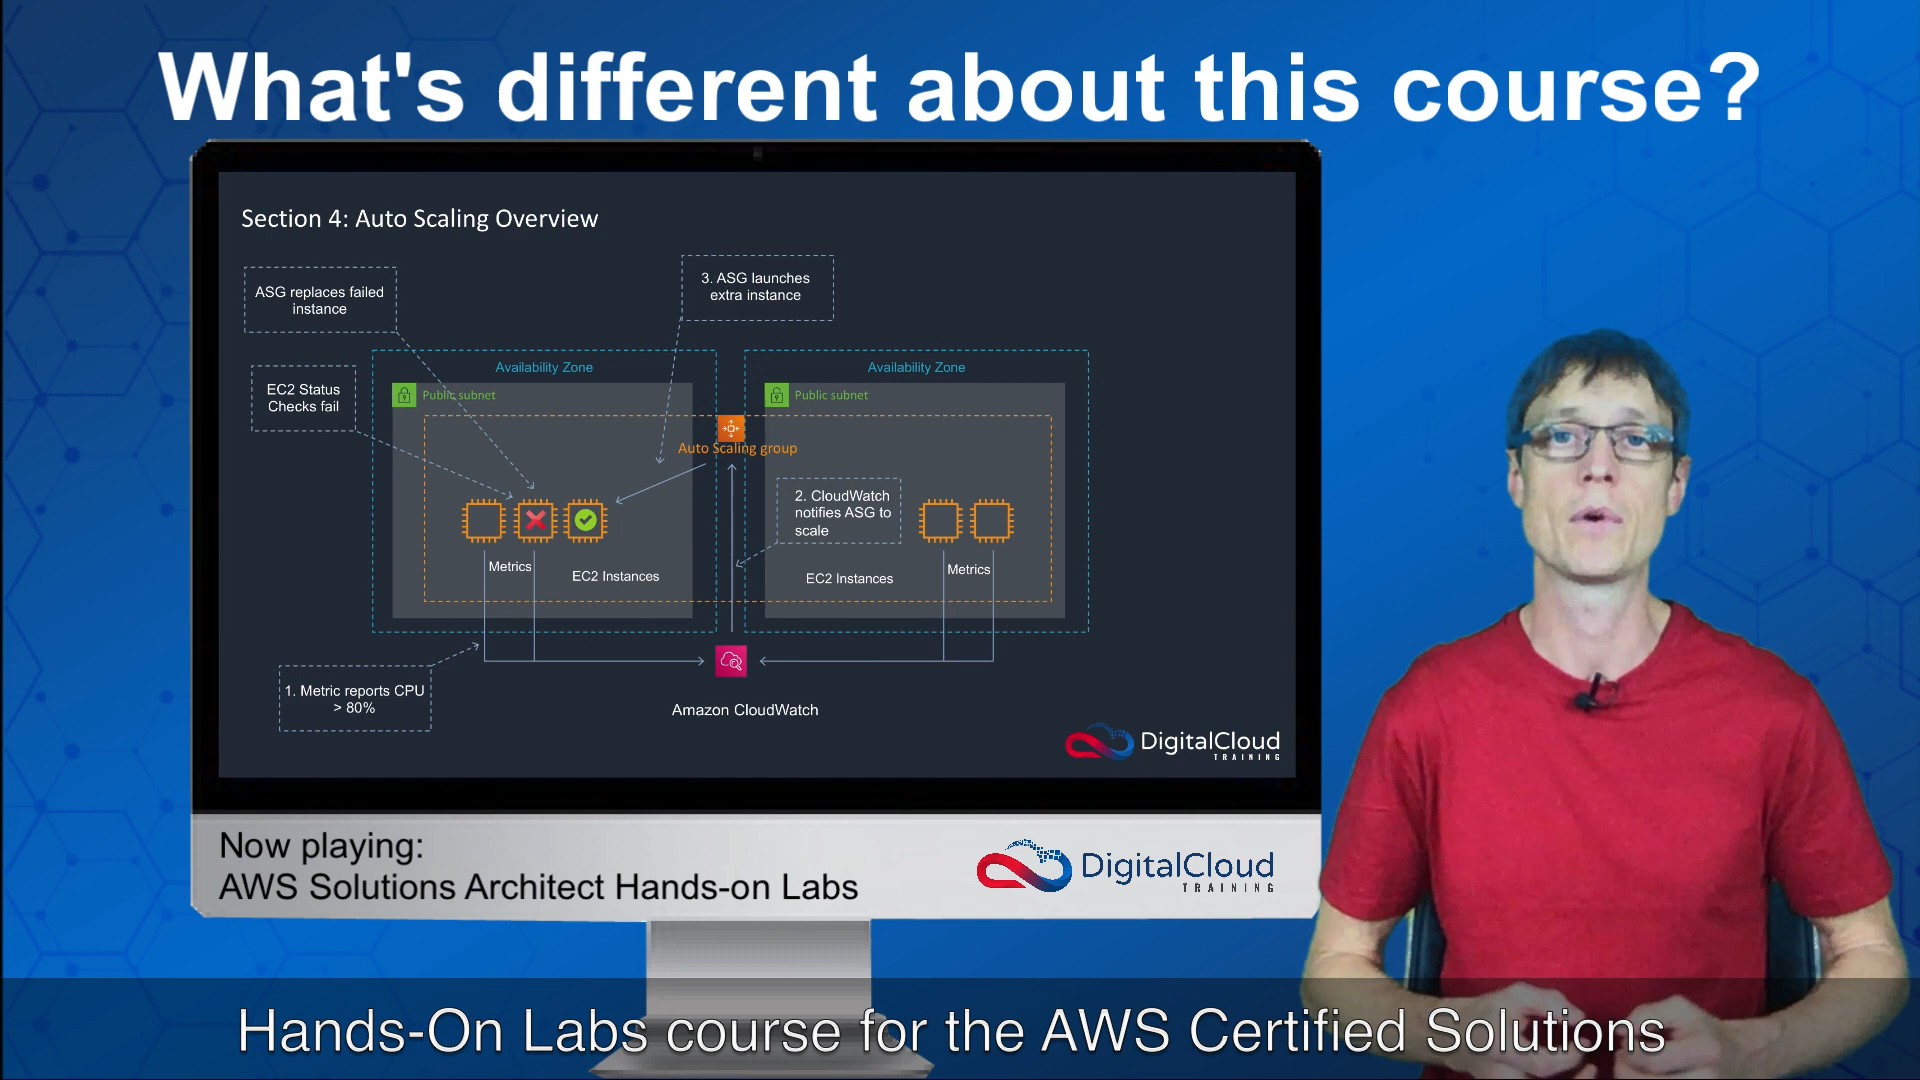 What's different about this course?
Section 4: Auto Scaling Overview
ASG replaces failed
instance
3. ASG launches
extra instance
EC2 Status
Checks fail
Availability Zone
Availability Zone
Public subnet
Public subnet
Auto Scaling group
2. CloudWatch
notifies ASG to
scale
Metrics
EC2 Instances
EC2 Instances
Metrics
1. Metric reports CPU
> 80%
Amazon CloudWatch
DigitalCloud
TRAINING
Now playing:
AWS Solutions Architect Hands-on Labs
DigitalCloud
TRAINING
Hands-On Labs course for the AWS Certified Solutions